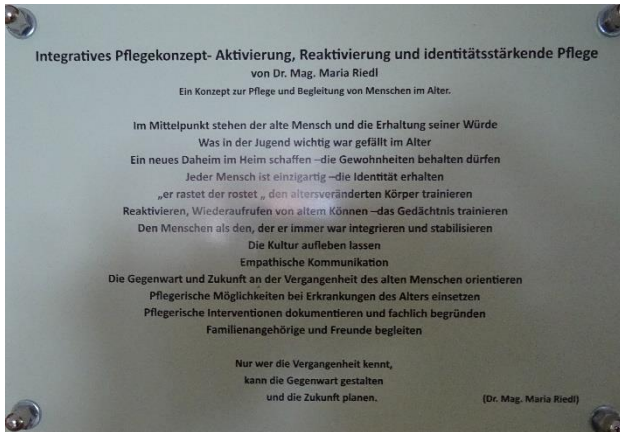 Integratives Pflegekonzept- Aktivierung, Reaktivierung und identitätsstärkende Pflege
von Dr. Mag. Maria Riedl
Ein Konzept zur Pflege und Begleitung von Menschen im Alter.
Im Mittelpunkt stehen der alte Mensch und die Erhaltung seiner Würde
Was in der Jugend wichtig war gefällt im Alter
Ein neues Daheim im Heim schaffen –die Gewohnheiten behalten dürfen
Jeder Mensch ist einzigartig –die Identität erhalten
„er rastet der rostet „ den altersveränderten Körper trainieren
Reaktivieren, Wiederaufrufen von altem Können –das Gedächtnis trainieren
Den Menschen als den, der er immer war integrieren und stabilisieren
Die Kultur aufleben lassen
Empathische Kommunikation
Die Gegenwart und Zukunft an der Vergangenheit des alten Menschen orientieren
Pflegerische Möglichkeiten bei Erkrankungen des Alters einsetzen
Pflegerische Interventionen dokumentieren und fachlich begründen
Familienangehörige und Freunde begleiten
Nur wer die Vergangenheit kennt,
kann die Gegenwart gestalten
und die Zukunft planen. (Dr. Mag. Maria Riedl)